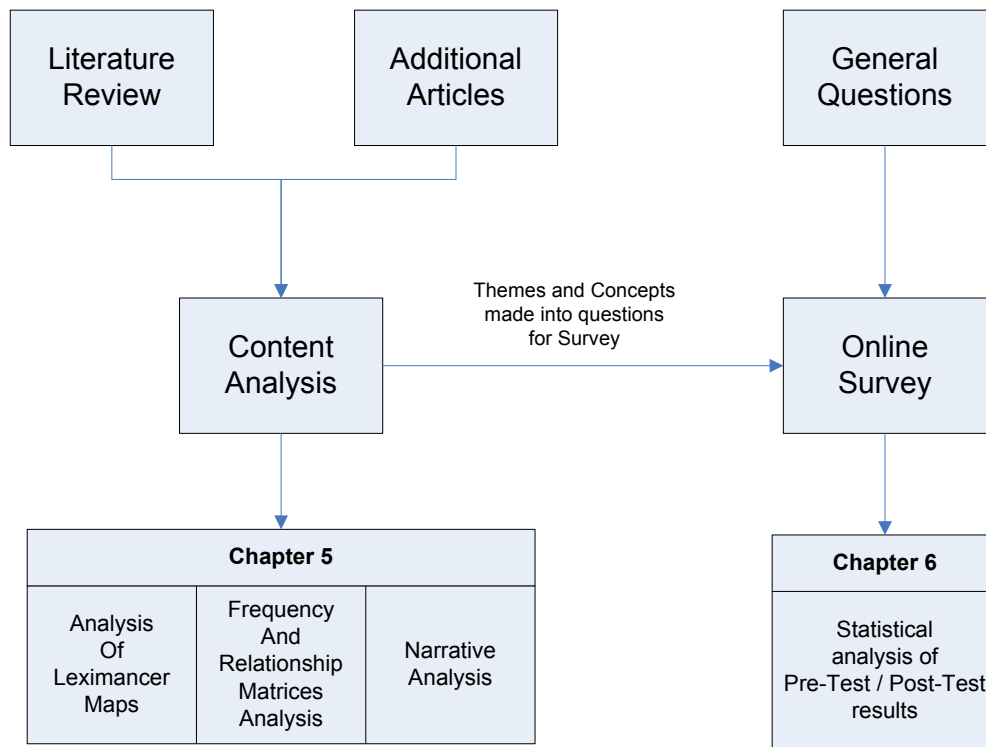 Literature
Review
Additional
Articles
General
Questions
Themes and Concepts
made into questions
for Survey
Content
Analysis
Online
Survey
Chapter 5
Analysis
Of
Leximancer
Maps
Frequency
And
Relationship
Matrices
Analysis
Narrative
Analysis
Chapter 6
Statistical
analysis of
Pre-Test / Post-Test
results